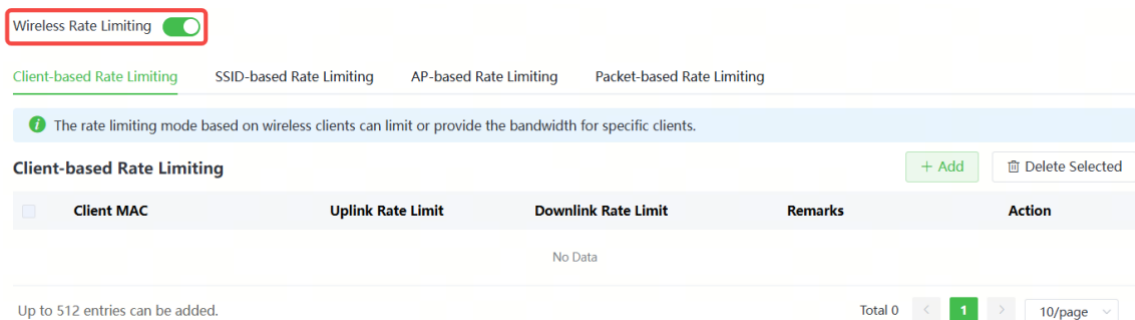 Wireless Rate Limiting
Client-based Rate Limiting SSID-based Rate Limiting AP-based Rate Limiting Packet-based Rate Limiting
The rate limiting mode based on wireless clients can limit or provide the bandwidth for specific clients.
Client-based Rate Limiting + Add Delete Selected
Client MAC Uplink Rate Limit Downlink Rate Limit Remarks Action
No Data
Up to 512 entries can be added. Total 0 < 1 > 10/page